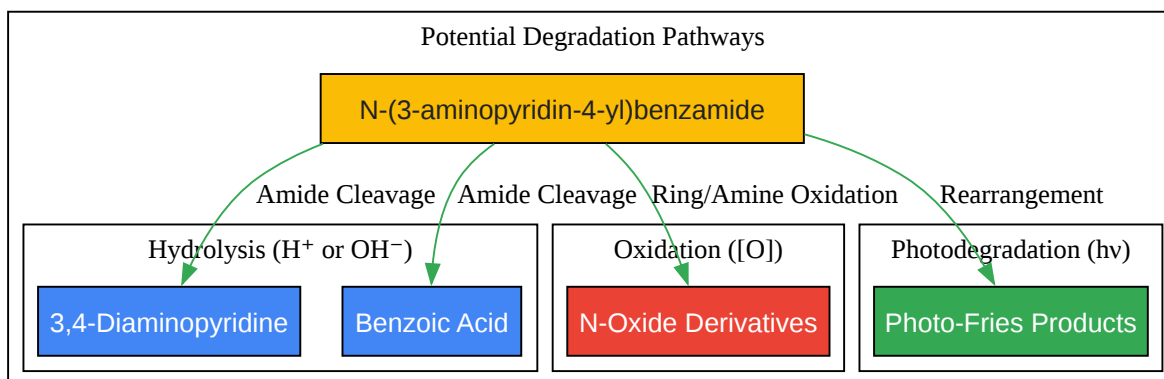 Potential Degradation Pathways
N-(3-aminopyridin-4-yl)benzamide
Amide Cleavage
Amide Cleavage
Ring/Amine Oxidation
Rearrangement
Hydrolysis (H⁺ or OH⁻)
Oxidation ([O])
Photodegradation (hν)
3,4-Diaminopyridine
Benzoic Acid
N-Oxide Derivatives
Photo-Fries Products